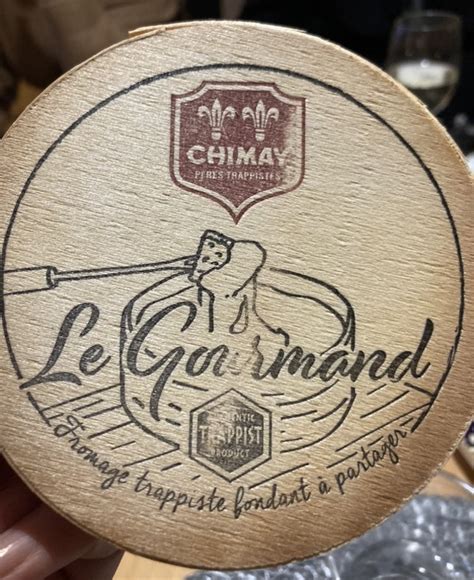 CHIMAY
PÈRES TRAPPISTES
Le Gourmand
AUTHENTIC
TRAPPIST
PRODUCT
Fromage trappiste fondant à partager